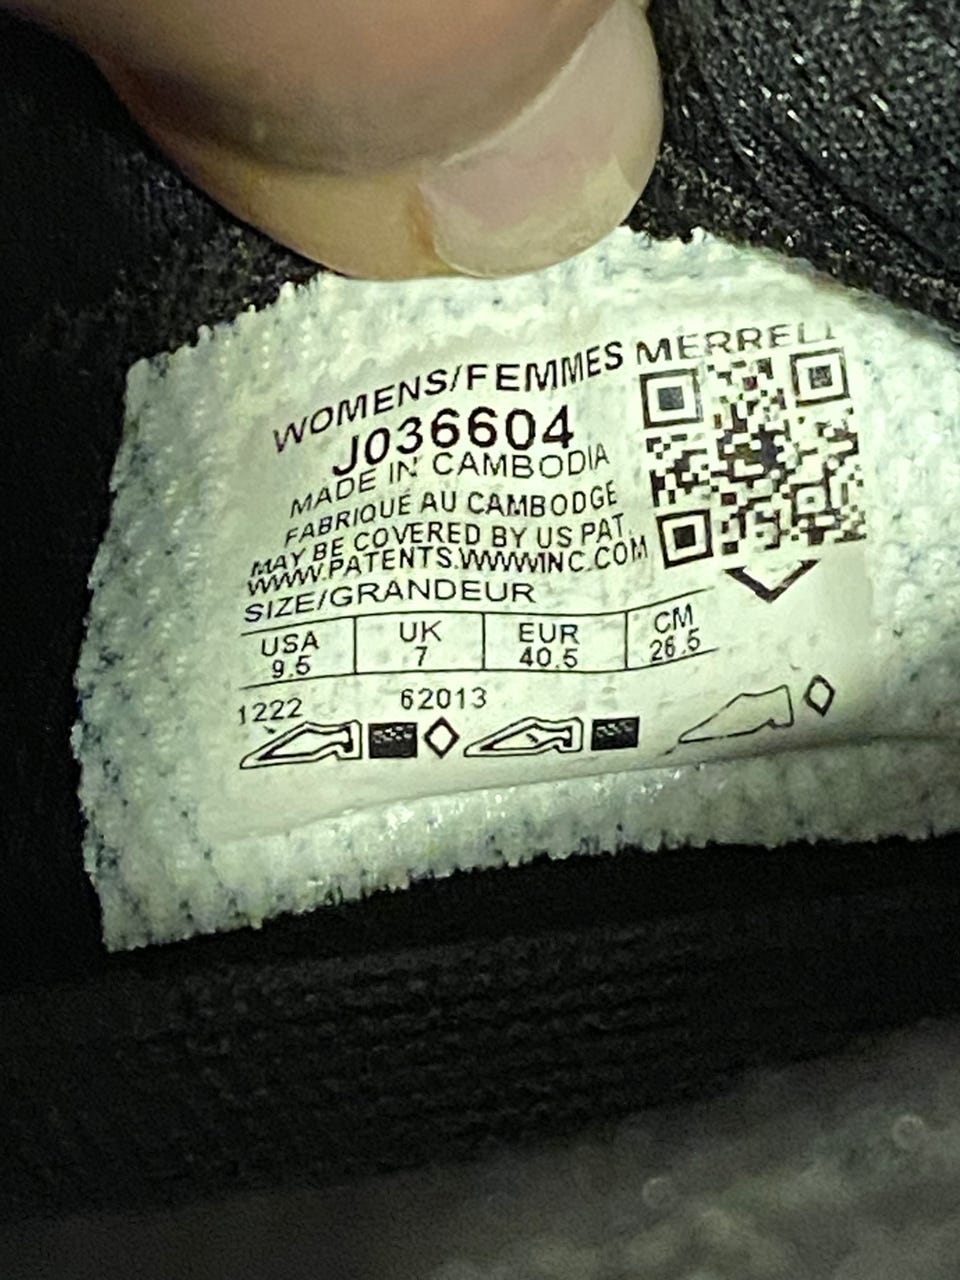 WOMENS/FEMMES MERRELL
J036604
MADE IN CAMBODIA
FABRIQUÉ AU CAMBODGE
MAY BE COVERED BY US PAT.
WWW.PATENTS.WWWINC.COM
SIZE/GRANDEUR
USA UK EUR CM
9.5 7 40.5 26.5
1222 62013